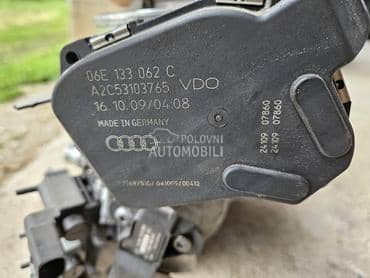 06E 133 062 C
A2C53103765 VDO
16.10.09/04:08
MADE IN GERMANY
POLOVNI
AUTOMOBILI
24109 07860
24109 07860